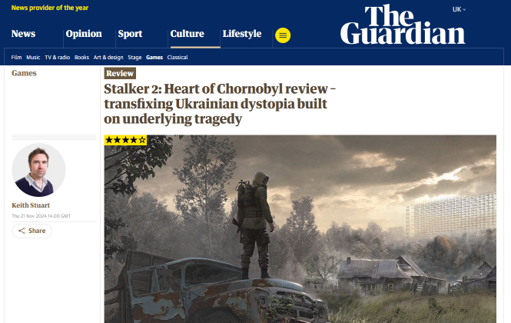 News provider of the year
UK
The
Guardian
News
Opinion
Sport
Culture
Lifestyle
Film
Music
TV & radio
Books
Art & design
Stage
Games
Classical
Games
Review
Stalker 2: Heart of Chornobyl review –
transfixing Ukrainian dystopia built
on underlying tragedy
Keith Stuart
Thu 21 Nov 2024 14.00 GMT
Share